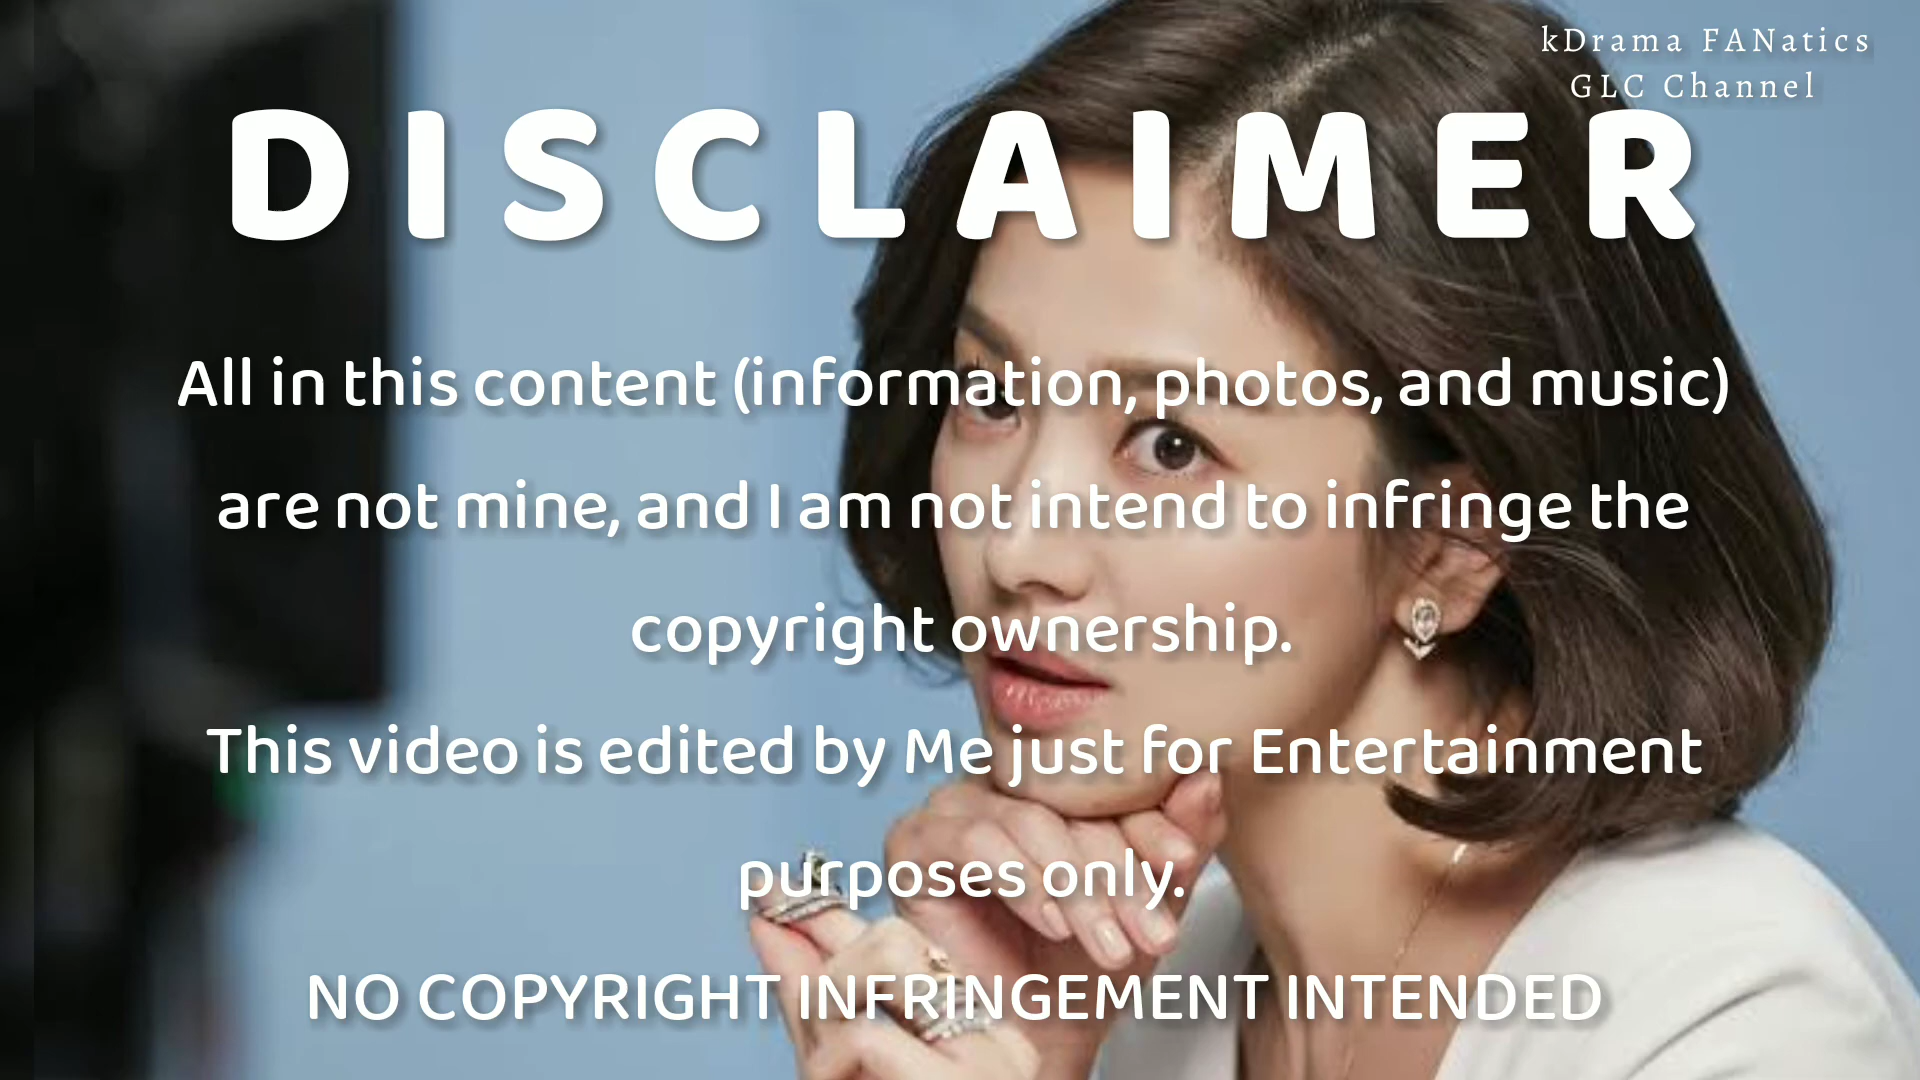 kDrama FANatics
GLC Channel
DISCLAIMER
All in this content (information, photos, and music)
are not mine, and I am not intend to infringe the
copyright ownership.
This video is edited by Me just for Entertainment
purposes only.
NO COPYRIGHT INFRINGEMENT INTENDED